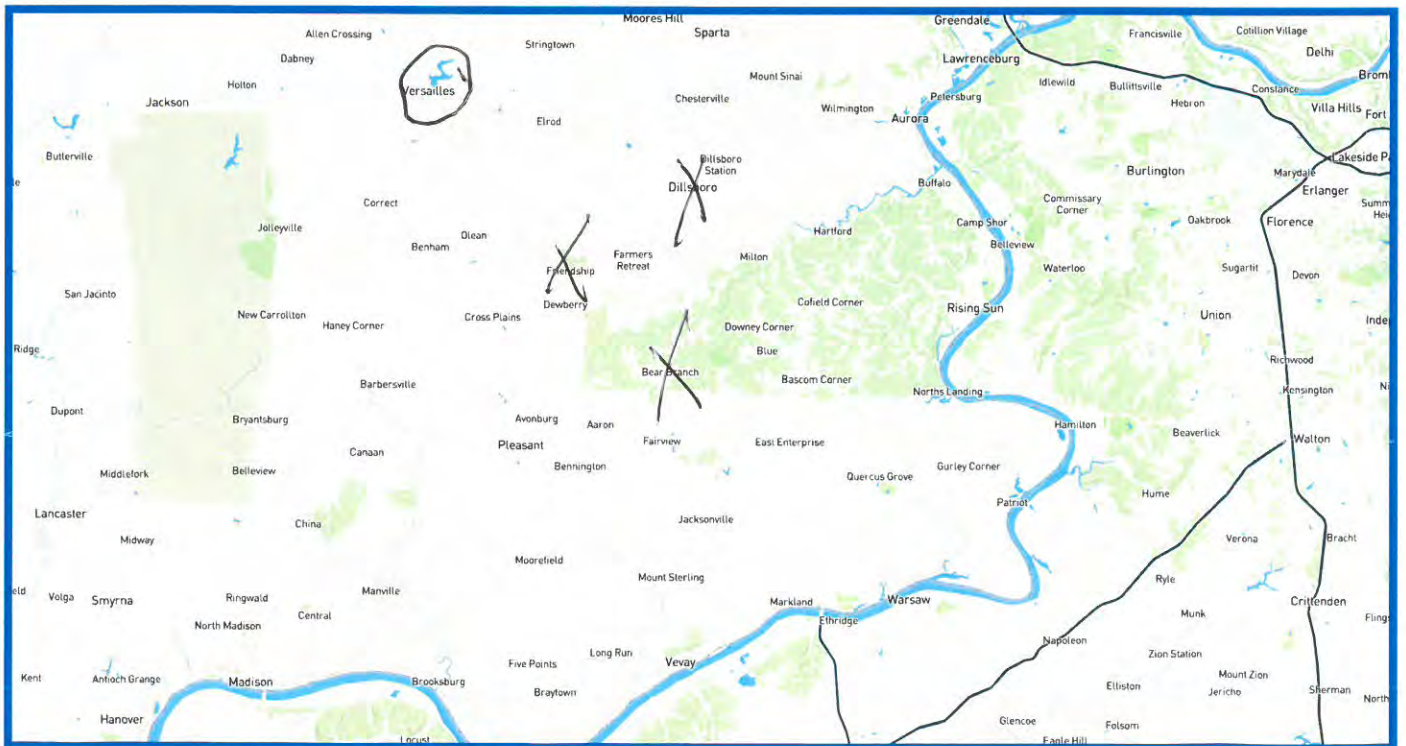 Moores Hill
Greendale
Allen Crossing
Sparta
Francisville
Cotillion Village
Stringtown
Delhi
Dabney
Lawrenceburg
Holton
Mount Sinai
Idlewild
Bullittsville
Constance
Versailles
Chesterville
Petersburg
Hebron
Jackson
Wilmington
Villa Hills
Fort
Elrod
Aurora
Butlerville
Dillsboro
Station
Lakeside Pa
Burlington
Marydale
Dillsboro
Buffalo
Erlanger
Correct
Commissary
Corner
Summ
Hei
Jolleyville
Olean
Hartford
Camp Shor
Oakbrook
Florence
Benham
Belleview
Farmers
Retreat
Milton
Friendship
Waterloo
Sugartit
Devon
San Jacinto
Dewberry
Cofield Corner
New Carrollton
Haney Corner
Cross Plains
Rising Sun
Union
Inde
Downey Corner
Ridge
Blue
Richwood
Bear Branch
Barbersville
Bascom Corner
Norths Landing
Kensington
Ni
Dupont
Bryantsburg
Avonburg
Aaron
Hamilton
Beaverlick
Walton
Pleasant
Fairview
East Enterprise
Canaan
Bennington
Middlefork
Belleview
Quercus Grove
Gurley Corner
Hume
Patriot
Lancaster
China
Jacksonville
Midway
Verona
Bracht
Moorefield
Mount Sterling
Ryle
eld
Volga
Smyrna
Ringwald
Manville
Markland
Warsaw
Crittenden
Central
Munk
Flings
North Madison
Ethridge
Napoleon
Five Points
Long Run
Vevay
Zion Station
Kent
Antioch Grange
Madison
Brooksburg
Mount Zion
Braytown
Elliston
Jericho
Sherman
North
Hanover
Glencoe
Folsom
Locust
Eagle Hill